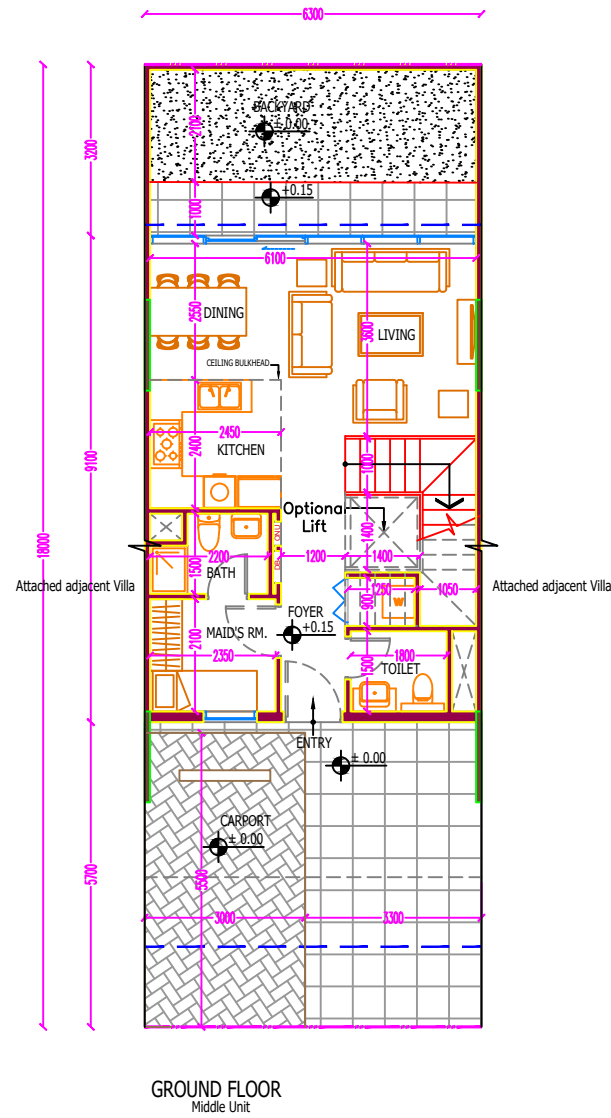 6300
BACKYARD
± 0.00
2100
3200
+0.15
1000
6100
DINING
2550
3600
LIVING
CEILING BULKHEAD
2450
KITCHEN
2400
1000
9100
18000
Optional
Lift
1400
2200
1200
1400
1500
BATH
Attached adjacent Villa
Attached adjacent Villa
1250
1050
W
900
FOYER
+0.15
MAID'S RM.
2100
2350
1500
1800
TOILET
ENTRY
± 0.00
CARPORT
± 0.00
5700
5500
3000
3300
GROUND FLOOR
Middle Unit